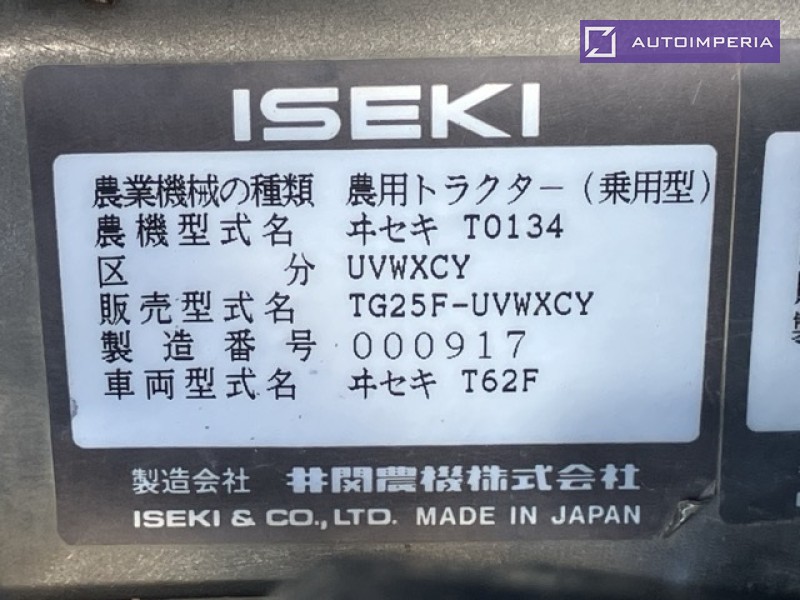 AUTOIMPERIA
ISEKI
農業機械の種類 農用トラクター(乗用型)
農機型式名 ヰセキ T0134
区分 UVWXCY
販売型式名 TG25F-UVWXCY
製造番号 000917
車両型式名 ヰセキ T62F
製造会社 井関農機株式会社
ISEKI & CO., LTD. MADE IN JAPAN